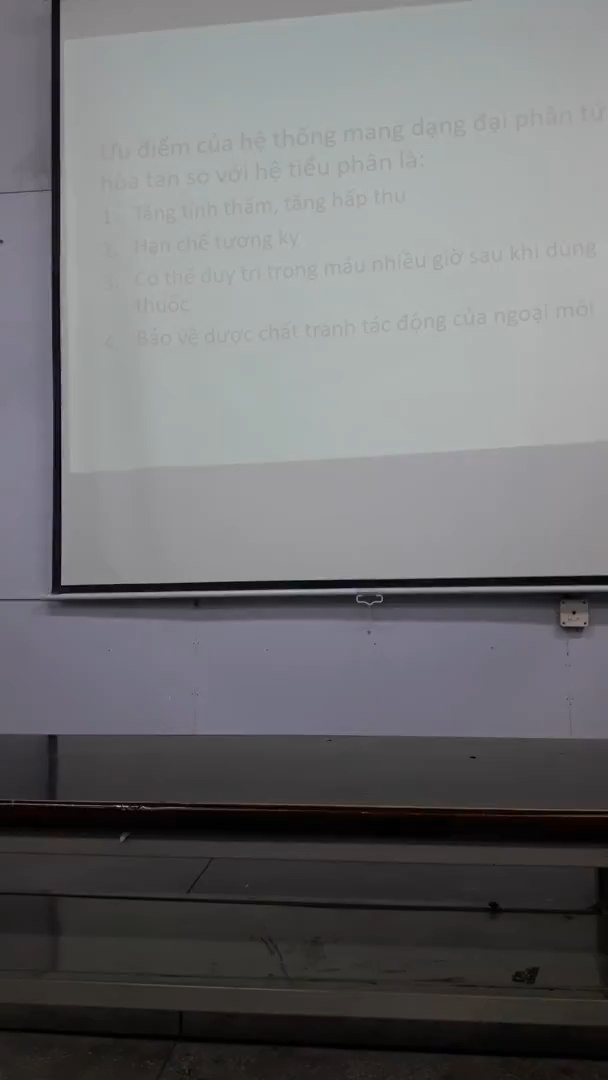 Ưu điểm của hệ thống mang dạng đại phân tử
hòa tan so với hệ tiểu phân là:
1. Tăng tính thấm, tăng hấp thu
2. Hạn chế tương kỵ
3. Có thể duy trì trong máu nhiều giờ sau khi dùng
thuốc
4. Bảo vệ dược chất tránh tác động của ngoại môi